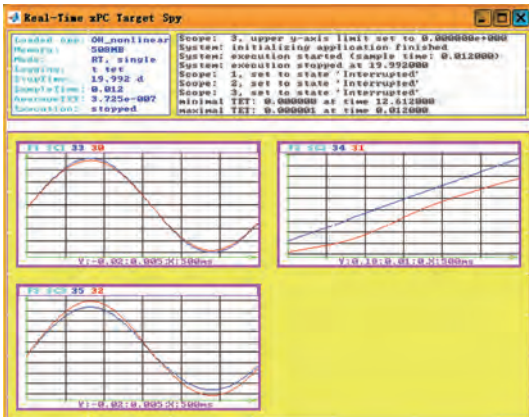 Real-Time xPC Target Spy
Loaded App: OH_nonlinear
Memory: 508MB
Mode: RT, single
Logging: t tet
StopTime: 19.992 d
SampleTime: 0.012
AverageTET: 3.725e-007
Execution: stopped
Scope: 3, upper y-axis limit set to 0.000000e+000
System: initializing application finished
System: execution started (sample time: 0.012000)
System: execution stopped at 19.992000
Scope: 1, set to state 'Interrupted'
Scope: 2, set to state 'Interrupted'
Scope: 3, set to state 'Interrupted'
minimal TET: 0.000000 at time 12.612000
maximal TET: 0.000001 at time 0.012000
F1 SC1 33 30
Y:-0.02:0.005:X:500ms
F2 SC2 34 31
Y:0.18:0.01:0.X:500ms
F3 SC3 35 32
Y:-0.02:0.005:X:500ms